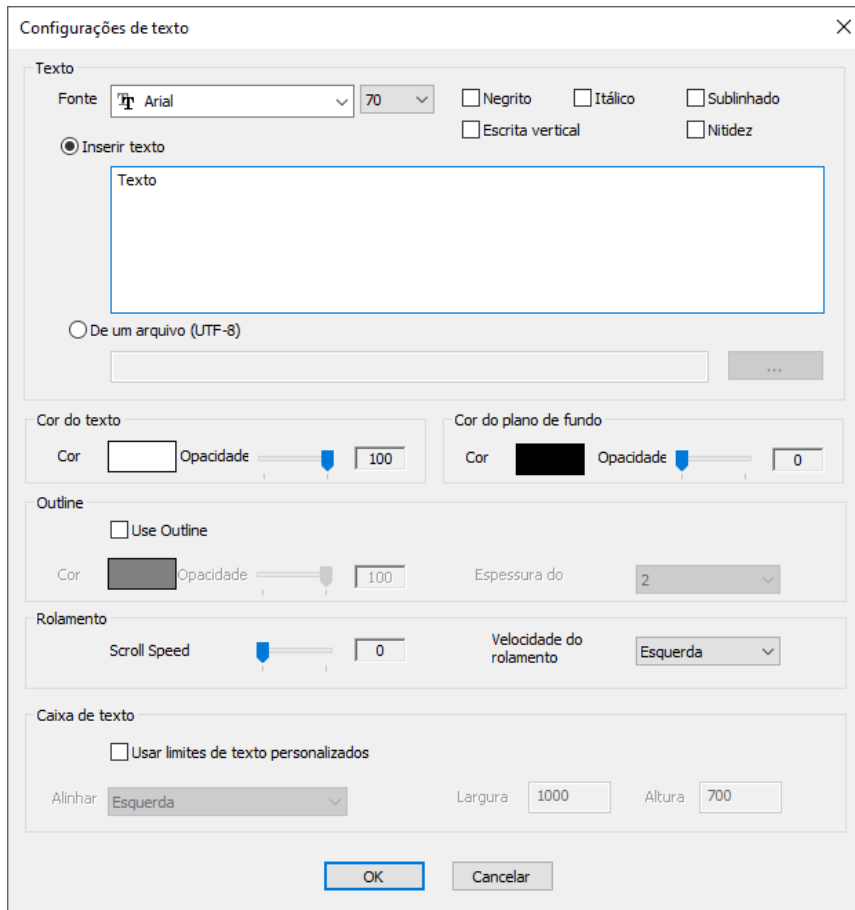 Configurações de texto
Texto
Fonte Arial 70 Negrito Itálico Sublinhado
Escrita vertical Nitidez
Inserir texto
Texto
De um arquivo (UTF-8)
...
Cor do texto
Cor Opacidade 100
Cor do plano de fundo
Cor Opacidade 0
Outline
Use Outline
Cor Opacidade 100 Espessura do 2
Rolamento
Scroll Speed 0 Velocidade do
rolamento Esquerda
Caixa de texto
Usar limites de texto personalizados
Alinhar Esquerda Largura 1000 Altura 700
OK Cancelar